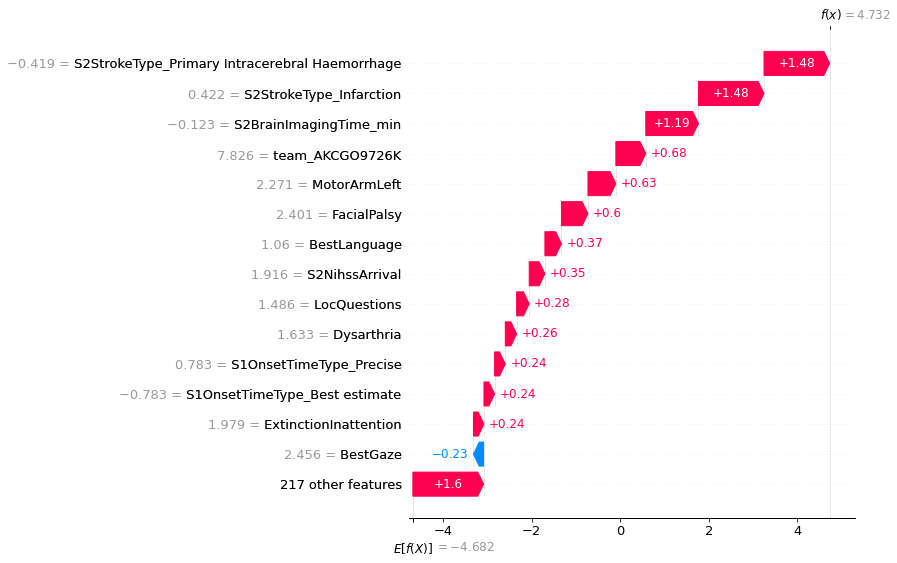 f(x) = 4.732
−0.419 = S2StrokeType_Primary Intracerebral Haemorrhage +1.48
0.422 = S2StrokeType_Infarction +1.48
−0.123 = S2BrainImagingTime_min +1.19
7.826 = team_AKCGO9726K +0.68
2.271 = MotorArmLeft +0.63
2.401 = FacialPalsy +0.6
1.06 = BestLanguage +0.37
1.916 = S2NihssArrival +0.35
1.486 = LocQuestions +0.28
1.633 = Dysarthria +0.26
0.783 = S1OnsetTimeType_Precise +0.24
−0.783 = S1OnsetTimeType_Best estimate +0.24
1.979 = ExtinctionInattention +0.24
2.456 = BestGaze −0.23
217 other features +1.6
−4 −2 0 2 4
E[f(X)] = −4.682